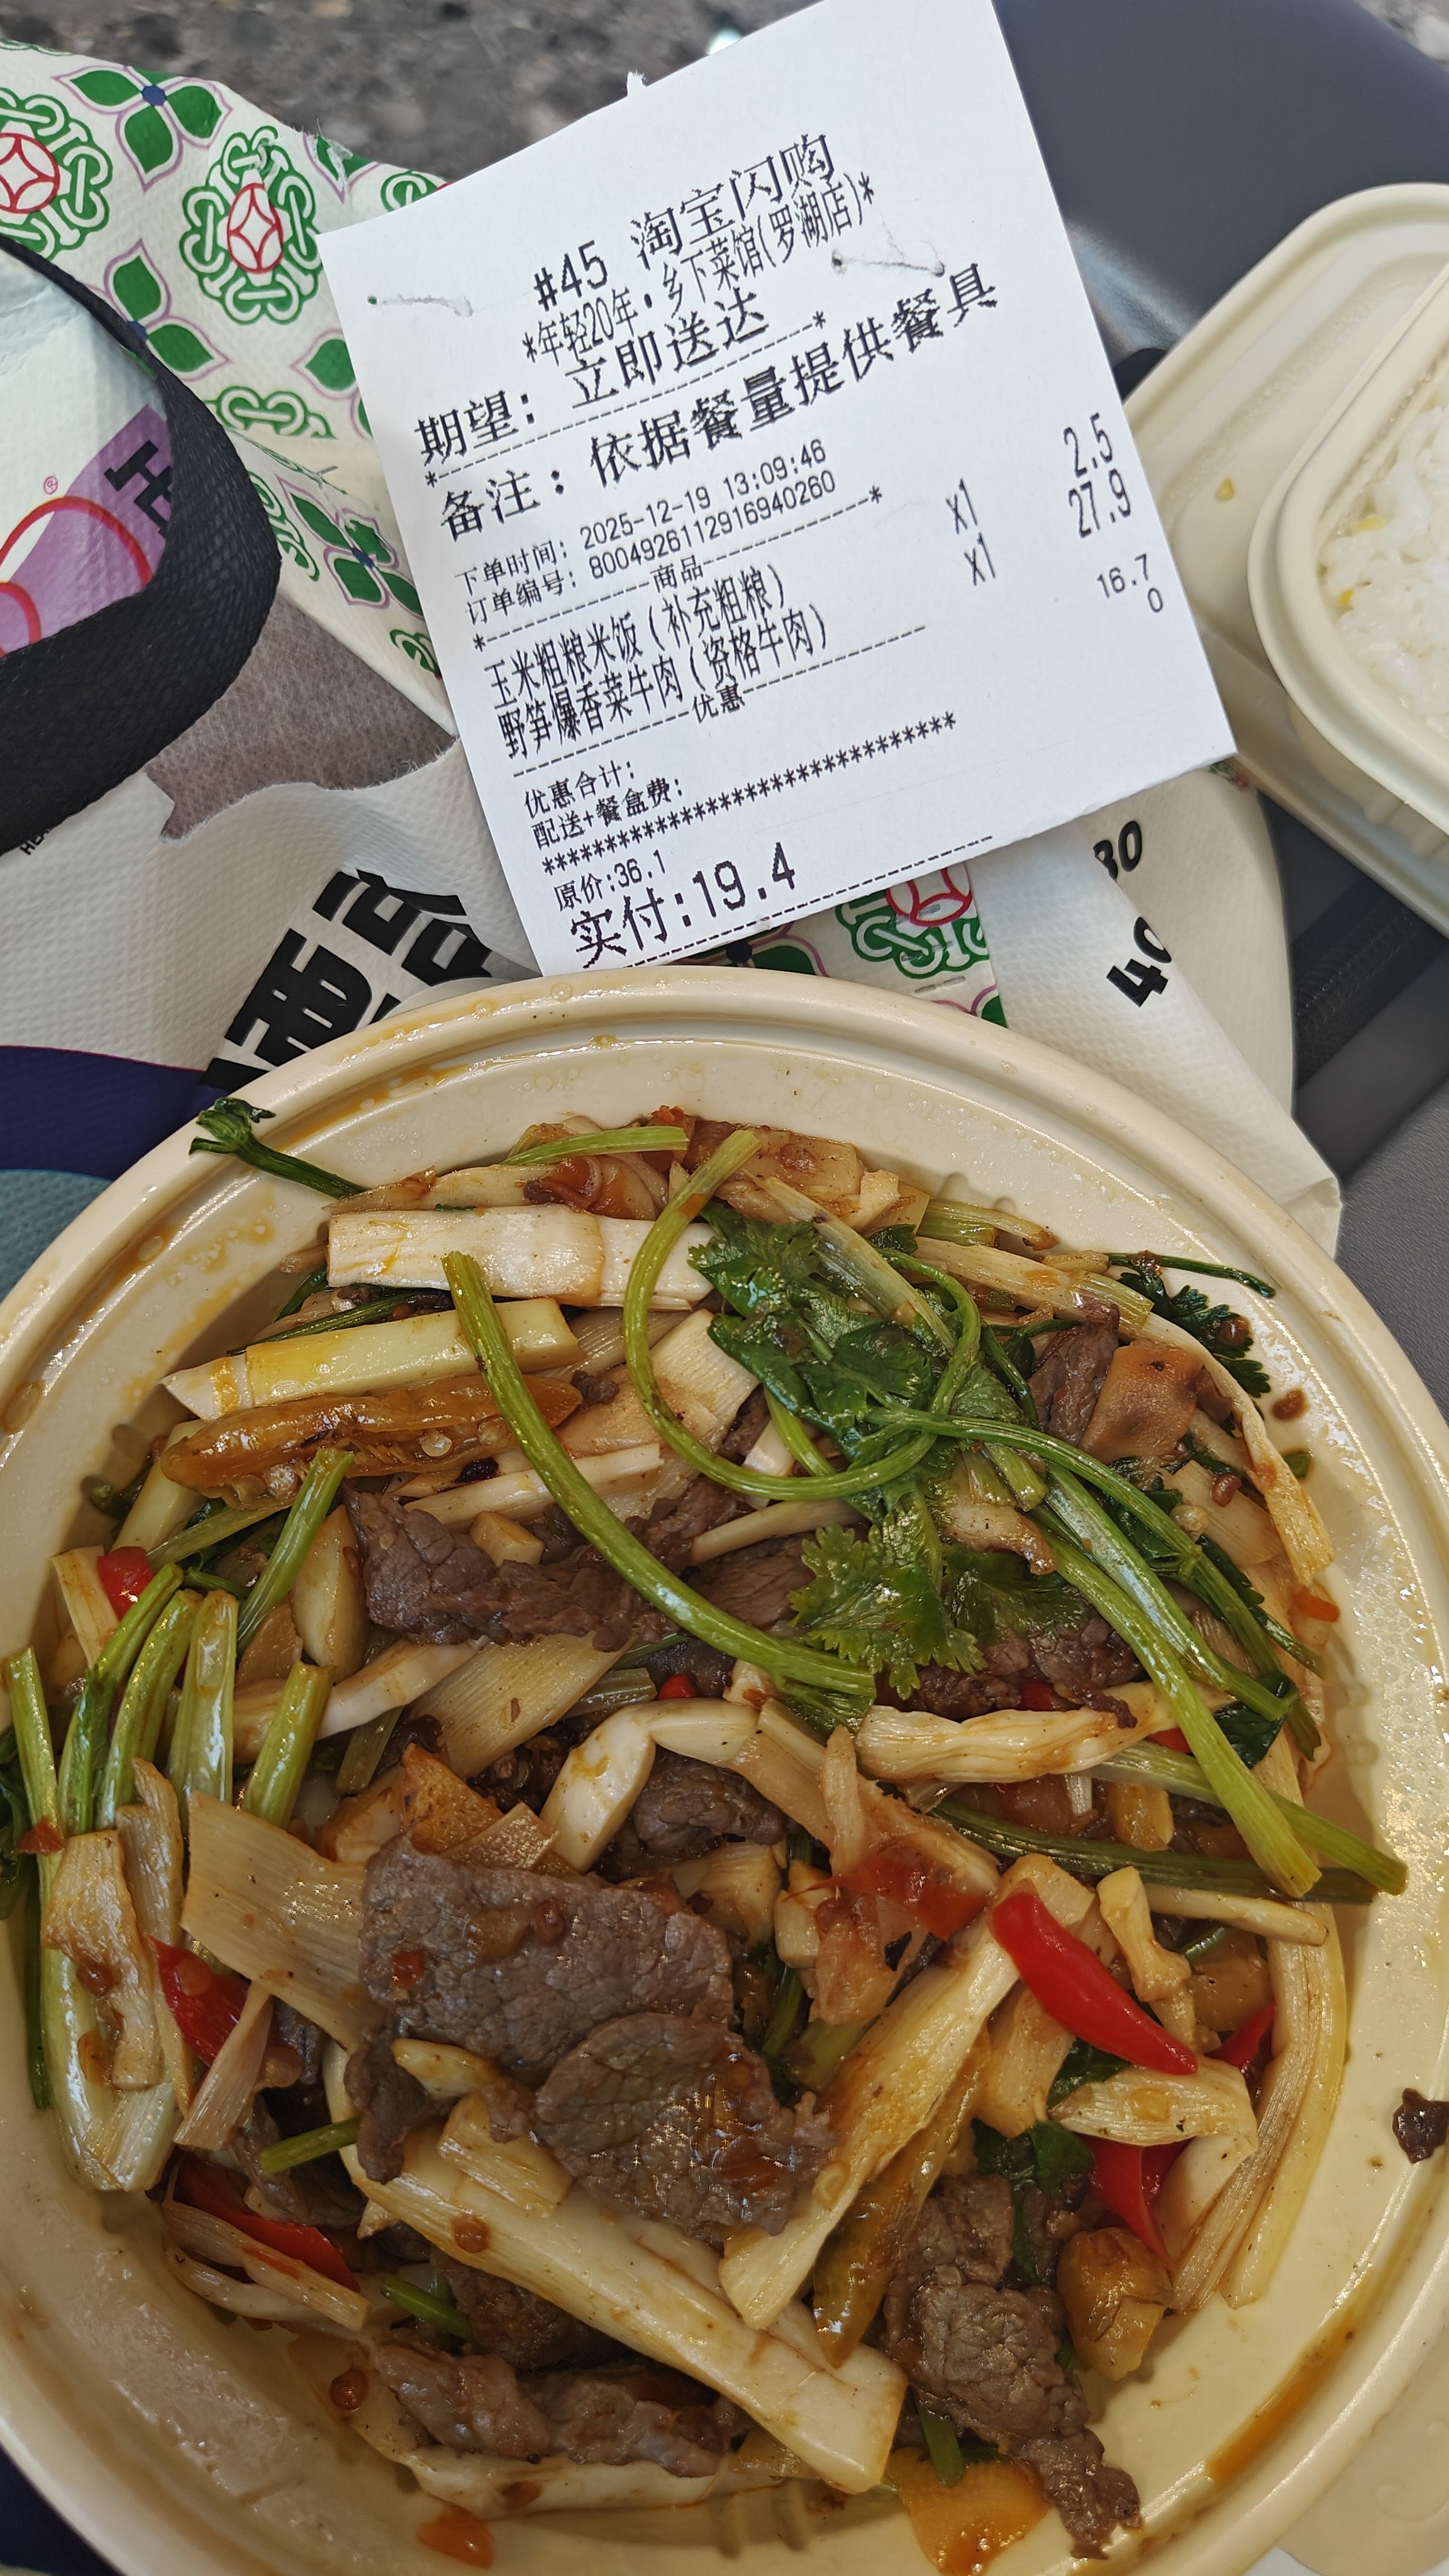 #45 淘宝闪购
*年轻20年•乡下菜馆(罗湖店)*
期望: 立即送达
*--------------------------*
备注: 依据餐量提供餐具
下单时间: 2025-12-19 13:09:46
订单编号: 8004926112916940260
*------------商品------------*
玉米粗粮米饭(补充粗粮) x1 2.5
野笋爆香菜牛肉(资格牛肉) x1 27.9
-------------优惠-------------
优惠合计: 16.7
配送+餐盒费: 0
********************************
原价:36.1
实付:19.4
®
30
40